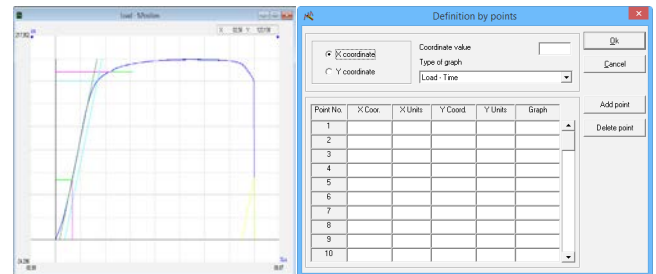 Load - %Position
Definition by points
X coordinate
Y coordinate
Coordinate value
Type of graph
Load - Time
Ok
Cancel
Add point
Delete point
Point No. X Coor. X Units Y Coord. Y Units Graph
1
2
3
4
5
6
7
8
9
10